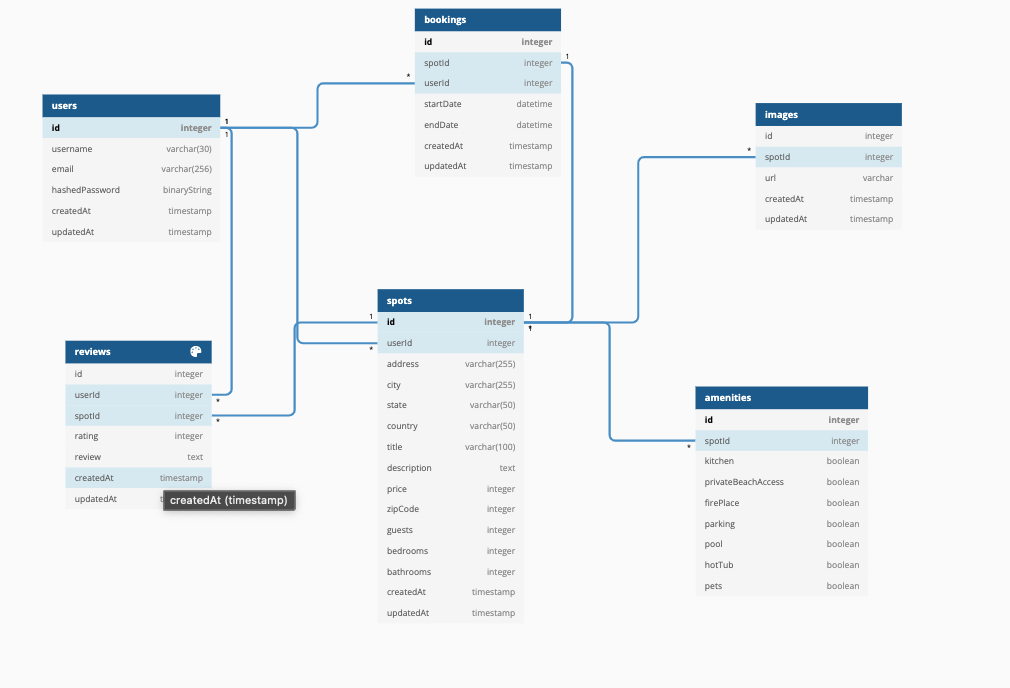 bookings
id integer
spotId integer
userId integer
startDate datetime
endDate datetime
createdAt timestamp
updatedAt timestamp
1
*
users
id integer
username varchar(30)
email varchar(256)
hashedPassword binaryString
createdAt timestamp
updatedAt timestamp
1
1
images
id integer
spotId integer
url varchar
createdAt timestamp
updatedAt timestamp
*
spots
id integer
userId integer
address varchar(255)
city varchar(255)
state varchar(50)
country varchar(50)
title varchar(100)
description text
price integer
zipCode integer
guests integer
bedrooms integer
bathrooms integer
createdAt timestamp
updatedAt timestamp
1
*
1
reviews
id integer
userId integer
spotId integer
rating integer
review text
createdAt timestamp
updatedAt
*
*
createdAt (timestamp)
amenities
id integer
spotId integer
kitchen boolean
privateBeachAccess boolean
firePlace boolean
parking boolean
pool boolean
hotTub boolean
pets boolean
*